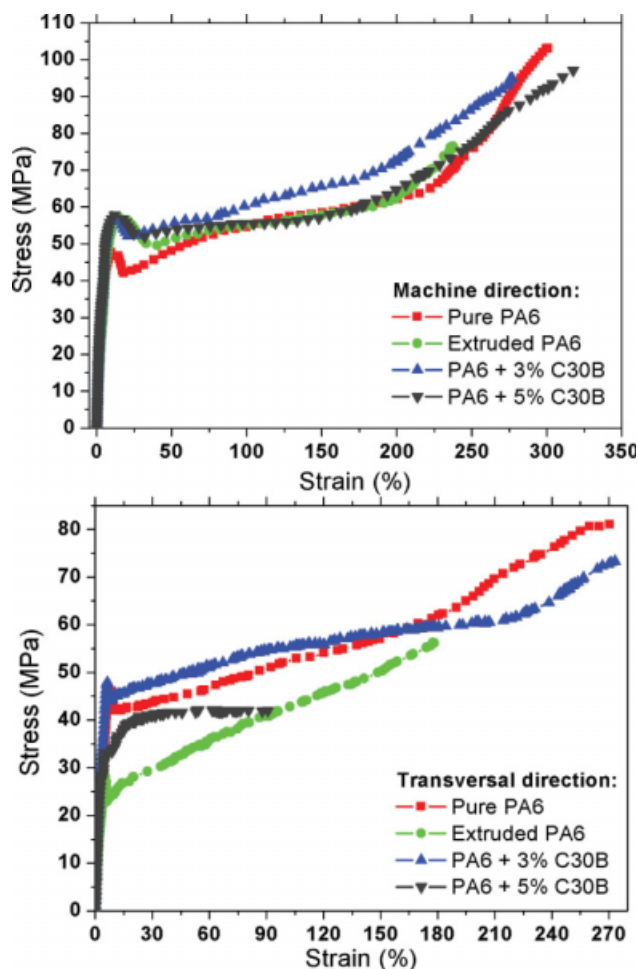 110
100
90
80
70
60
50
40
30
20
10
0
Stress (MPa)
Machine direction:
Pure PA6
Extruded PA6
PA6 + 3% C30B
PA6 + 5% C30B
0 50 100 150 200 250 300 350
Strain (%)
80
70
60
50
40
30
20
10
0
Stress (MPa)
Transversal direction:
Pure PA6
Extruded PA6
PA6 + 3% C30B
PA6 + 5% C30B
0 30 60 90 120 150 180 210 240 270
Strain (%)